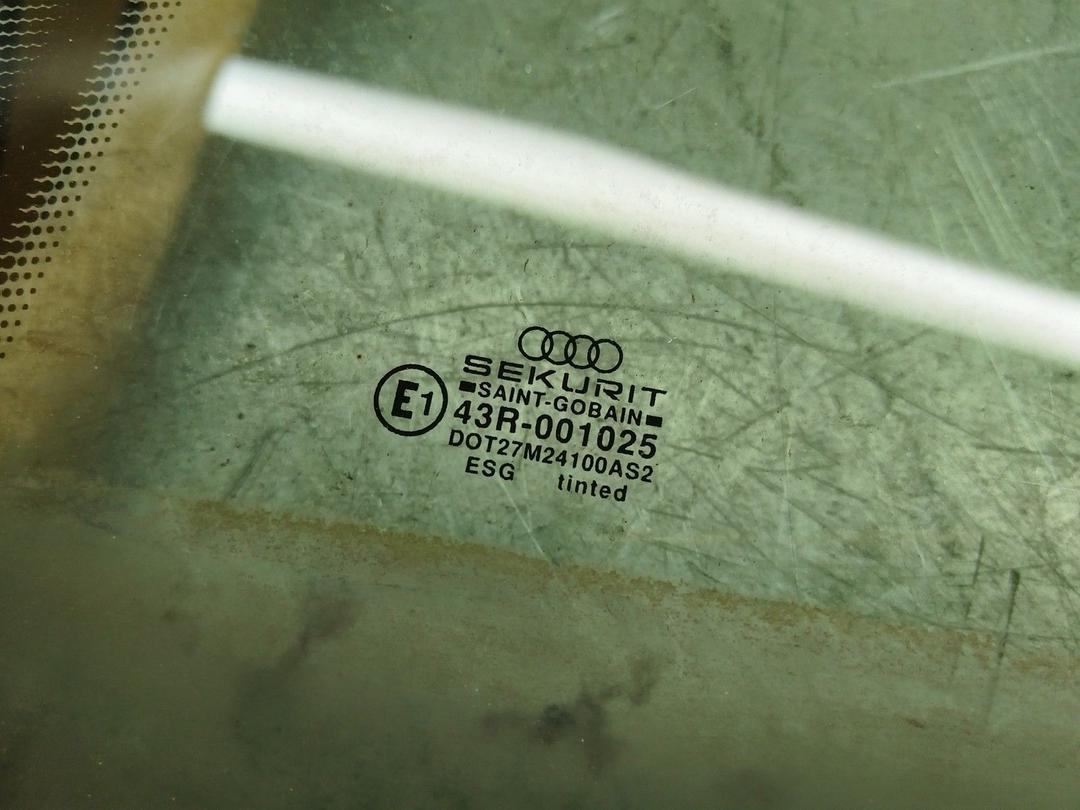 SEKURIT
SAINT-GOBAIN
E1 43R-001025
DOT27M24100AS2
ESG tinted